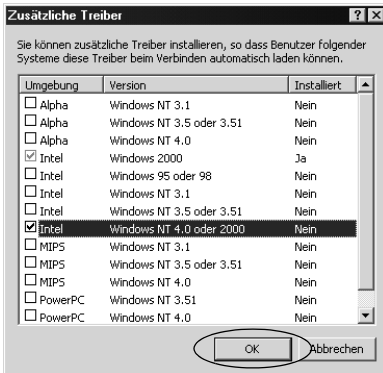 Zusätzliche Treiber
Sie können zusätzliche Treiber installieren, so dass Benutzer folgender
Systeme diese Treiber beim Verbinden automatisch laden können.
Umgebung Version Installiert
Alpha Windows NT 3.1 Nein
Alpha Windows NT 3.5 oder 3.51 Nein
Alpha Windows NT 4.0 Nein
Intel Windows 2000 Ja
Intel Windows 95 oder 98 Nein
Intel Windows NT 3.1 Nein
Intel Windows NT 3.5 oder 3.51 Nein
Intel Windows NT 4.0 oder 2000 Nein
MIPS Windows NT 3.1 Nein
MIPS Windows NT 3.5 oder 3.51 Nein
MIPS Windows NT 4.0 Nein
PowerPC Windows NT 3.51 Nein
PowerPC Windows NT 4.0 Nein
OK Abbrechen